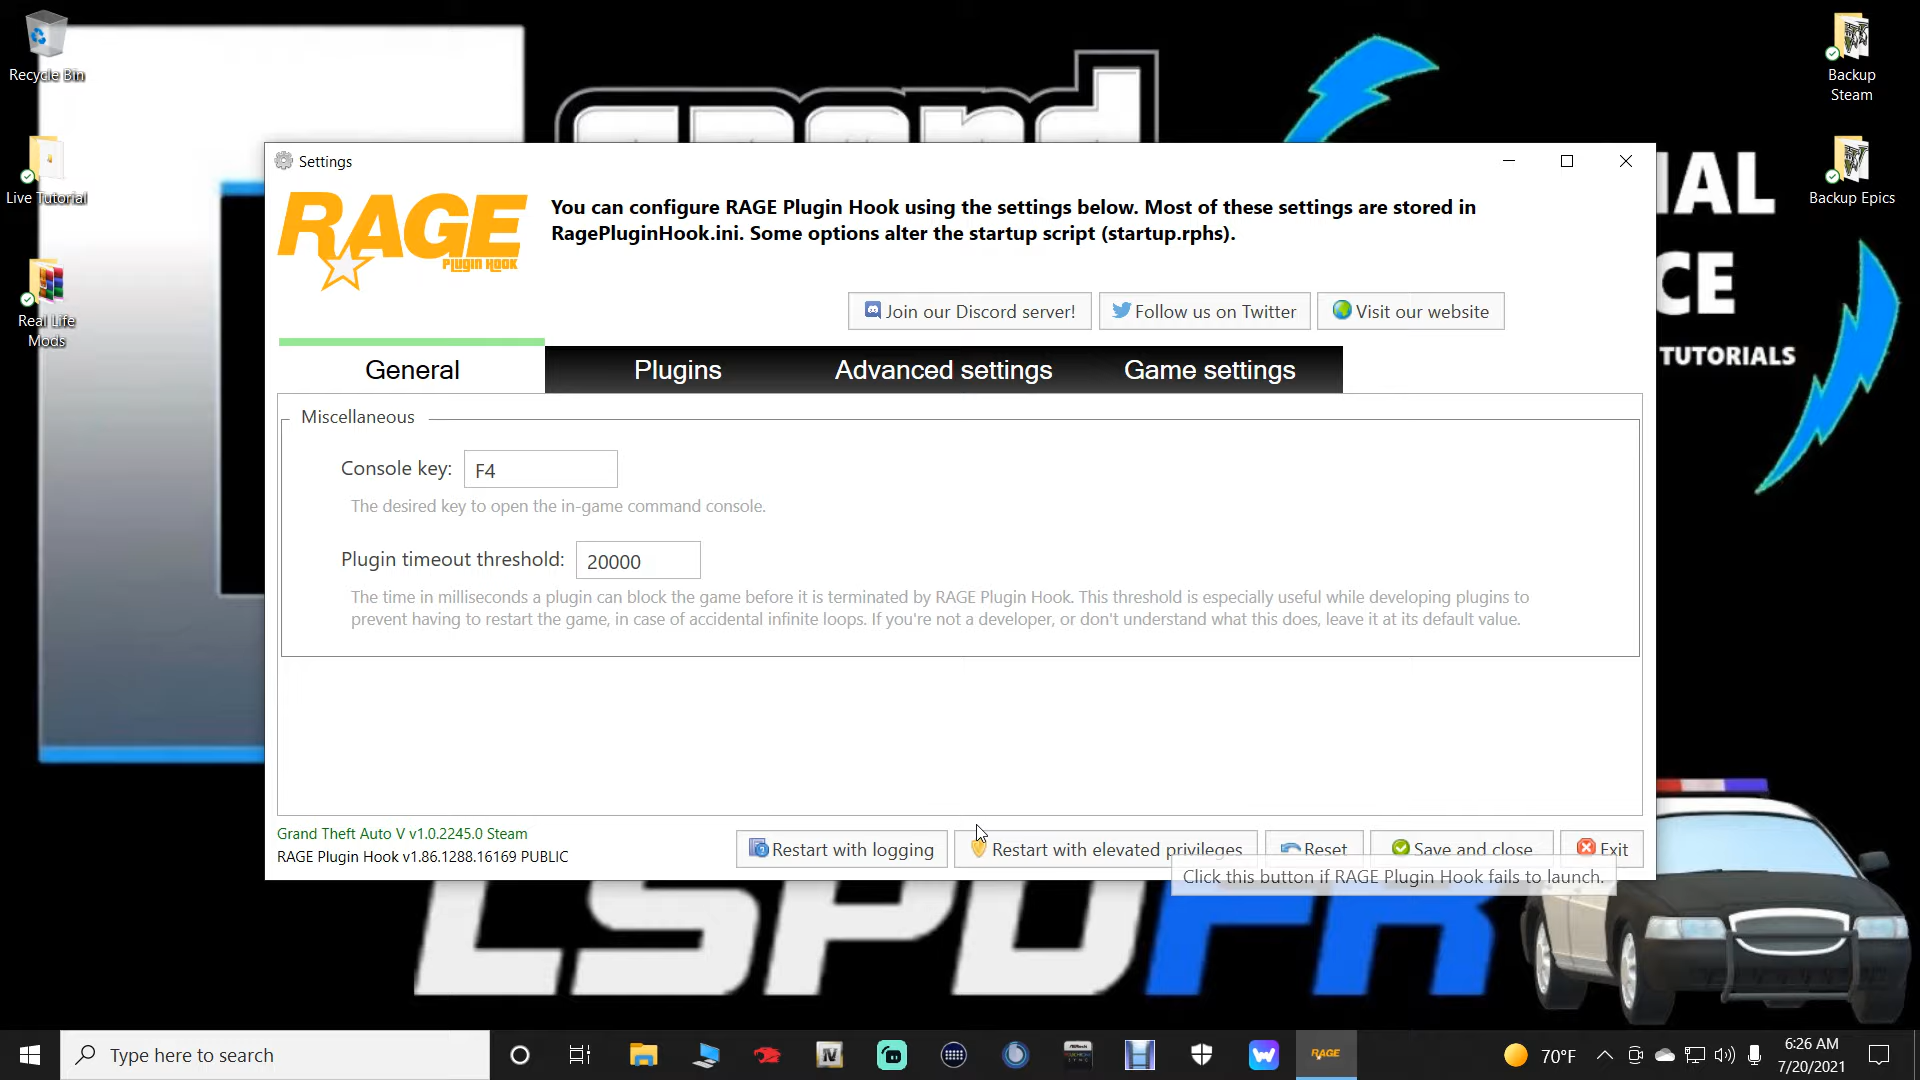 Recycle Bin
Live Tutorial
Real Life
Mods
Backup
Steam
Backup Epics
Settings
RAGE
PLUGIN HOOK
You can configure RAGE Plugin Hook using the settings below. Most of these settings are stored in
RagePluginHook.ini. Some options alter the startup script (startup.rphs).
Join our Discord server!
Follow us on Twitter
Visit our website
General
Plugins
Advanced settings
Game settings
Miscellaneous
Console key:
F4
The desired key to open the in-game command console.
Plugin timeout threshold:
20000
The time in milliseconds a plugin can block the game before it is terminated by RAGE Plugin Hook. This threshold is especially useful while developing plugins to
prevent having to restart the game, in case of accidental infinite loops. If you're not a developer, or don't understand what this does, leave it at its default value.
Grand Theft Auto V v1.0.2245.0 Steam
RAGE Plugin Hook v1.86.1288.16169 PUBLIC
Restart with logging
Restart with elevated privileges
Reset
Save and close
Exit
Click this button if RAGE Plugin Hook fails to launch.
TUTORIALS
LSPDFR
Type here to search
RAGE
70°F
6:26 AM
7/20/2021